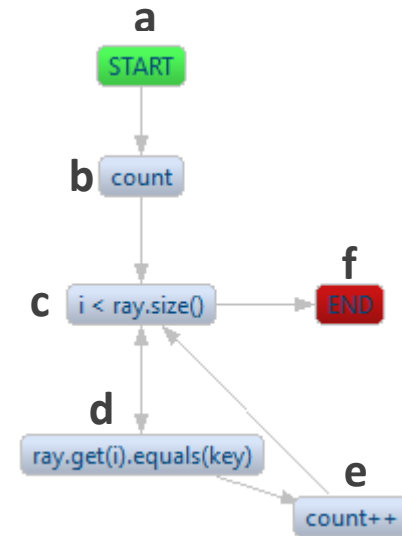 a
START
b
count
f
c
i < ray.size()
END
d
ray.get(i).equals(key)
e
count++